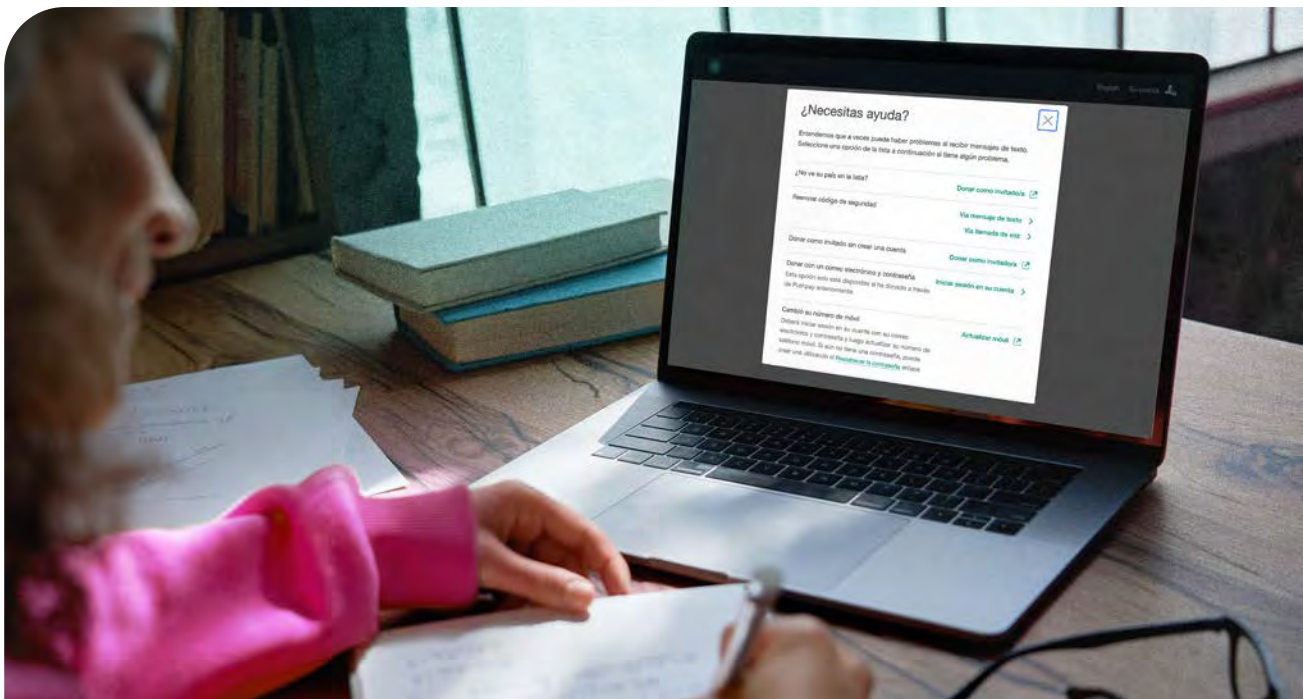 English Su cuenta
¿Necesitas ayuda?
Entendemos que a veces puede haber problemas al recibir mensajes de texto.
Seleccione una opción de la lista a continuación si tiene algún problema.
¿No ve su país en la lista?
Donar como invitado/a
Reenviar código de seguridad
Vía mensaje de texto
Vía llamada de voz
Donar como invitado sin crear una cuenta
Donar como invitado/a
Donar con un correo electrónico y contraseña
Iniciar sesión en su cuenta
Esta opción solo está disponible si ha donado a través
de Pushpay anteriormente
Cambió su número de móvil
Actualizar móvil
Deberá iniciar sesión en su cuenta con su correo
electrónico y contraseña y luego actualizar su número de
teléfono móvil. Si aún no tiene una contraseña, puede
crear una utilizando el Restablecer la contraseña enlace